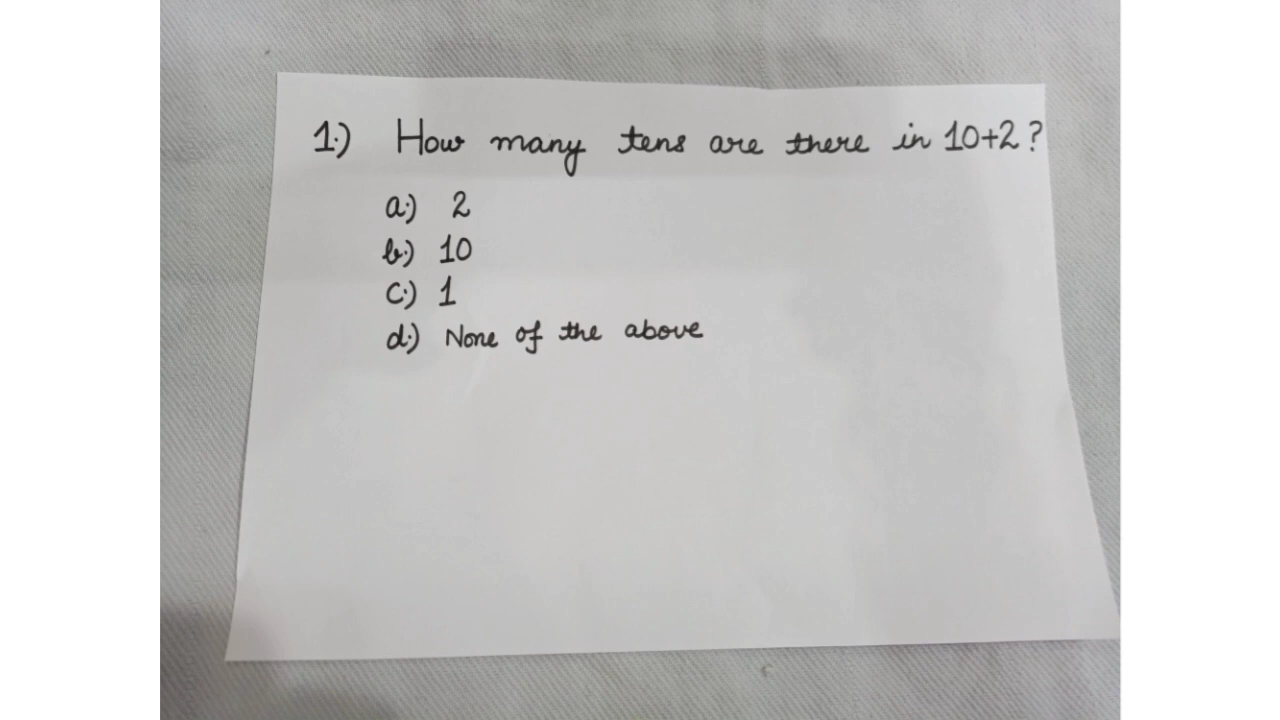 1.) How many tens are there in 10+2?
a.) 2
b.) 10
c.) 1
d.) None of the above